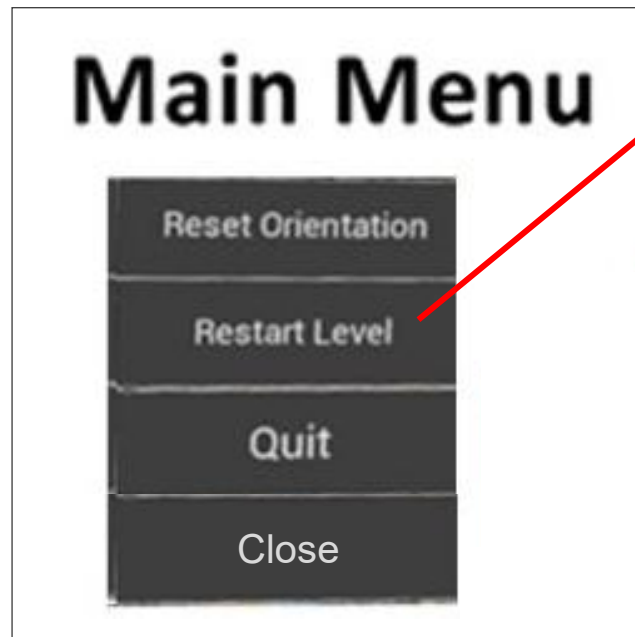 Main Menu
Reset Orientation
Restart Level
Quit
Close